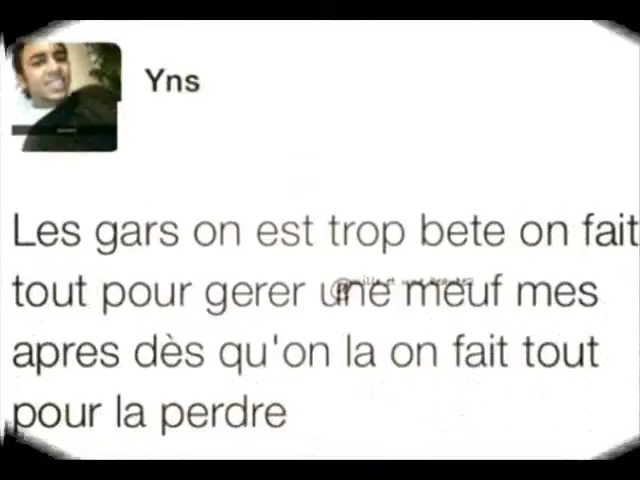 Yns
Les gars on est trop bete on fait
tout pour gerer une meuf mes
apres dès qu'on la on fait tout
pour la perdre